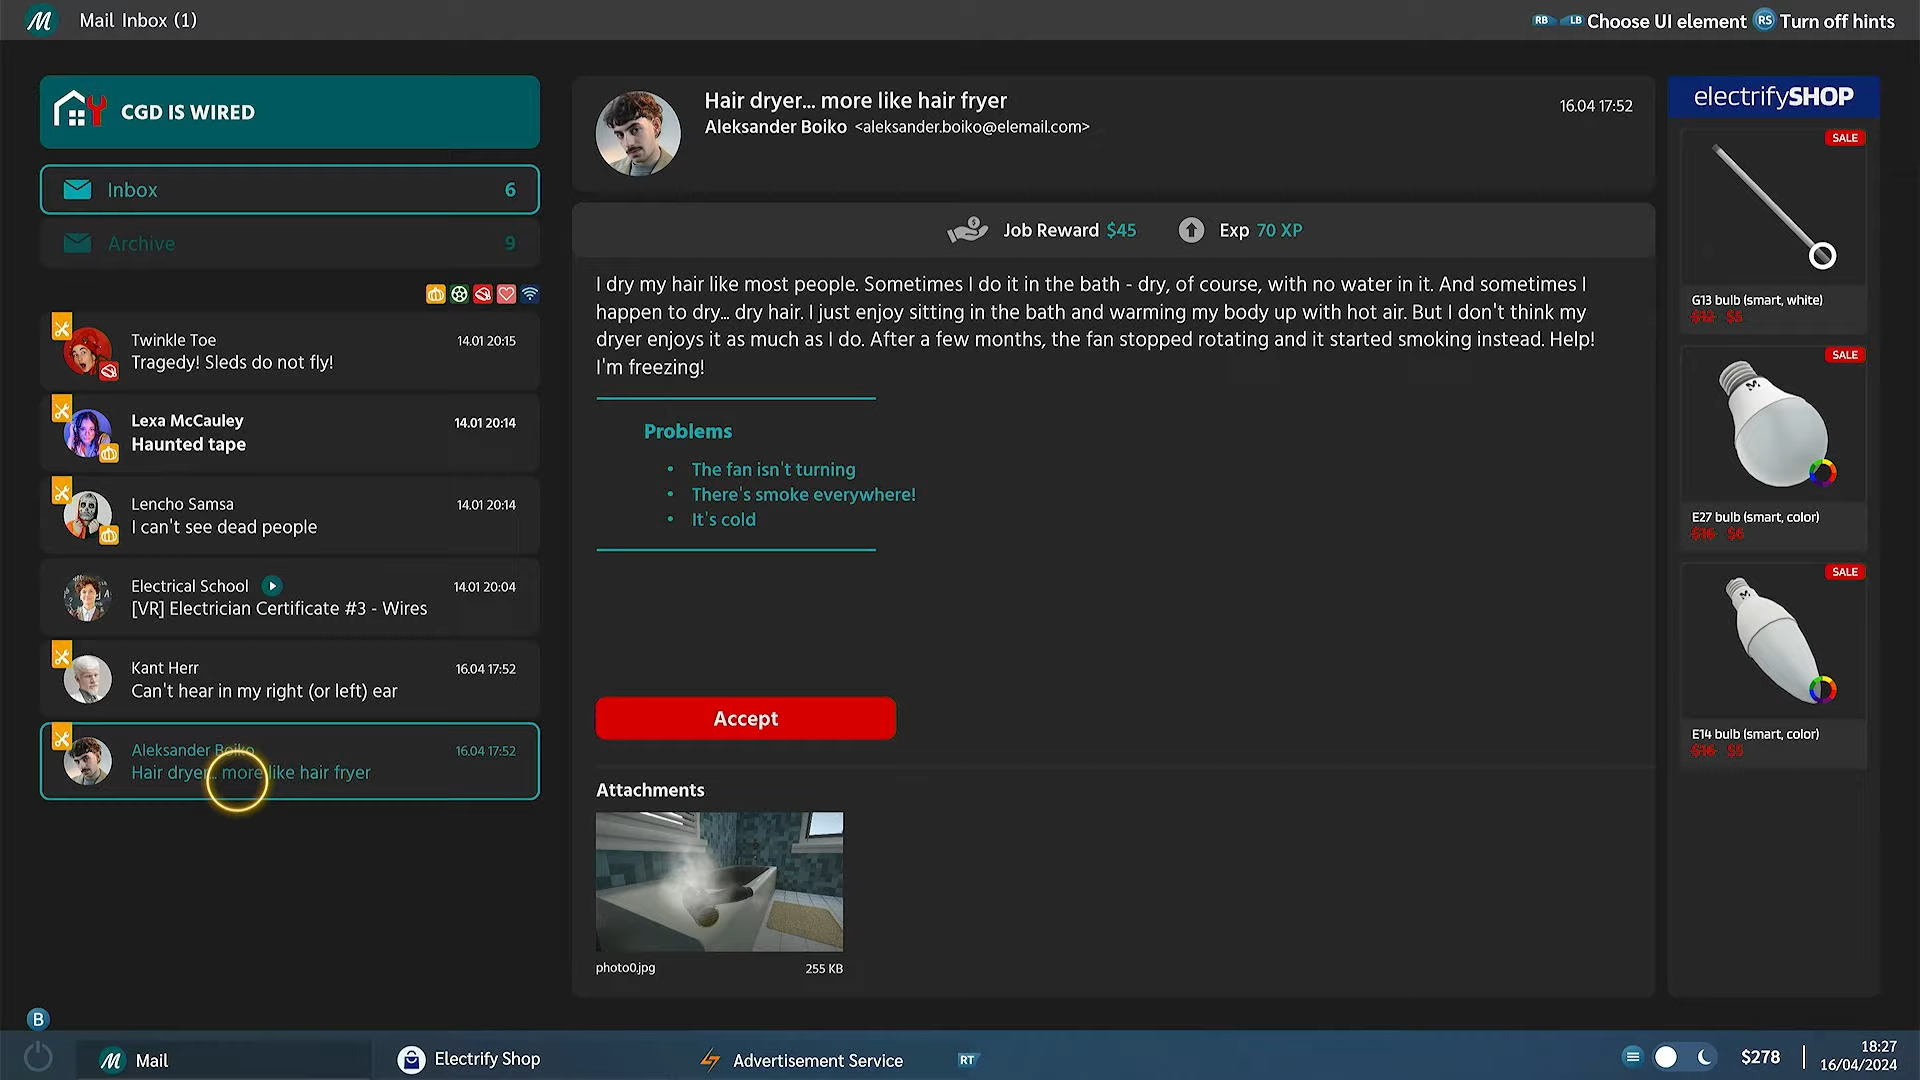 Mail Inbox (1)
RB LB Choose UI element RS Turn off hints
CGD IS WIRED
Inbox 6
Archive 9
Twinkle Toe 14.01 20:15
Tragedy! Sleds do not fly!
Lexa McCauley 14.01 20:14
Haunted tape
Lencho Samsa 14.01 20:14
I can't see dead people
Electrical School 14.01 20:04
[VR] Electrician Certificate #3 - Wires
Kant Herr 16.04 17:52
Can't hear in my right (or left) ear
Aleksander Boiko 16.04 17:52
Hair dryer... more like hair fryer
Hair dryer... more like hair fryer
Aleksander Boiko <aleksander.boiko@elemail.com>
16.04 17:52
Job Reward $45 Exp 70 XP
I dry my hair like most people. Sometimes I do it in the bath - dry, of course, with no water in it. And sometimes I
happen to dry... dry hair. I just enjoy sitting in the bath and warming my body up with hot air. But I don't think my
dryer enjoys it as much as I do. After a few months, the fan stopped rotating and it started smoking instead. Help!
I'm freezing!
Problems
• The fan isn't turning
• There's smoke everywhere!
• It's cold
Accept
Attachments
photo0.jpg 255 KB
electrifySHOP
SALE
G13 bulb (smart, white)
$12 $5
SALE
E27 bulb (smart, color)
$16 $6
SALE
E14 bulb (smart, color)
$5
B
Mail
Electrify Shop
Advertisement Service
RT
$278
18:27
16/04/2024